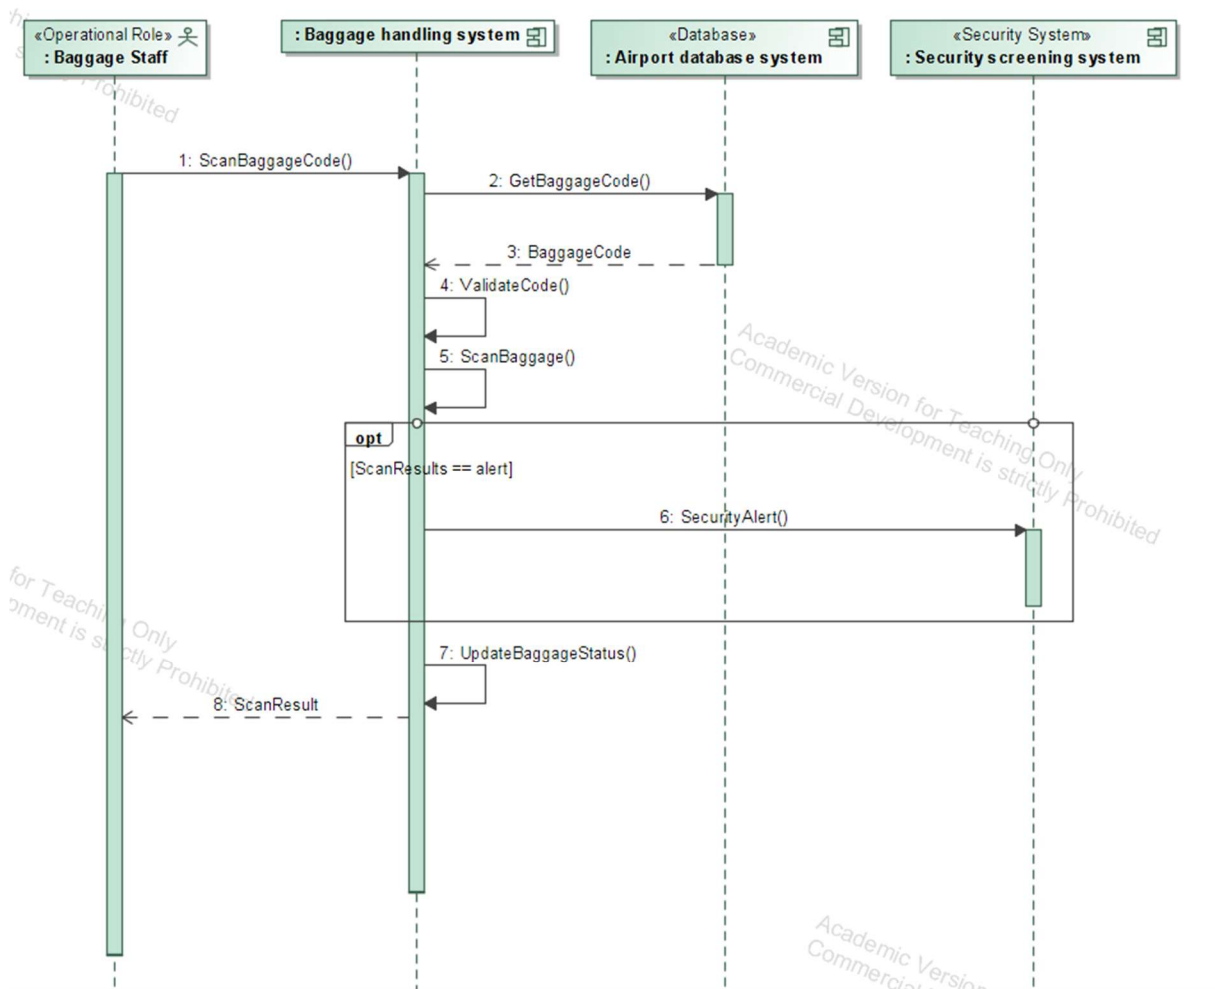 «Operational Role»
: Baggage Staff
: Baggage handling system
«Database»
: Airport database system
«Security System»
: Security screening system
Prohibited
1: ScanBaggageCode()
2: GetBaggageCode()
3: BaggageCode
4: ValidateCode()
5: ScanBaggage()
Academic Version for Teaching Only
Commercial Development is strictly Prohibited
opt
[ScanResults == alert]
6: SecurityAlert()
for Teaching Only
is strictly Prohibited
7: UpdateBaggageStatus()
8: ScanResult
Academic Version